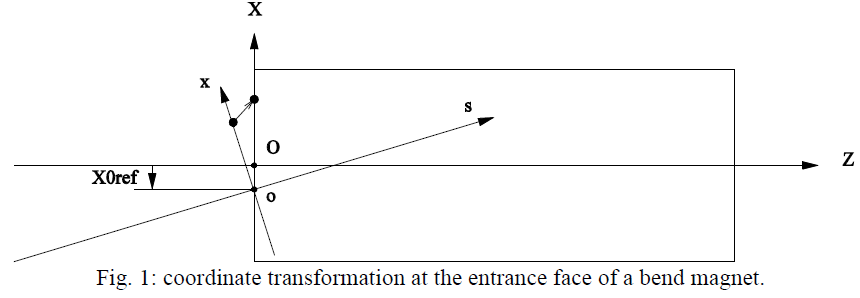 X
x
s
O
Z
X0ref
o
Fig. 1: coordinate transformation at the entrance face of a bend magnet.